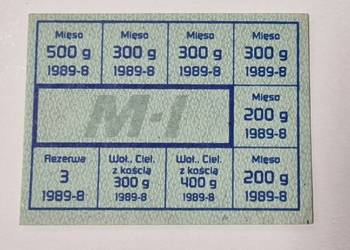 Mięso
500 g
1989-8
Mięso
300 g
1989-8
Mięso
300 g
1989-8
Mięso
300 g
1989-8
M-I
Mięso
200 g
1989-8
Rezerwa
3
1989-8
Woł., Ciel.
z kością
300 g
1989-8
Woł., Ciel.
z kością
400 g
1989-8
Mięso
200 g
1989-8